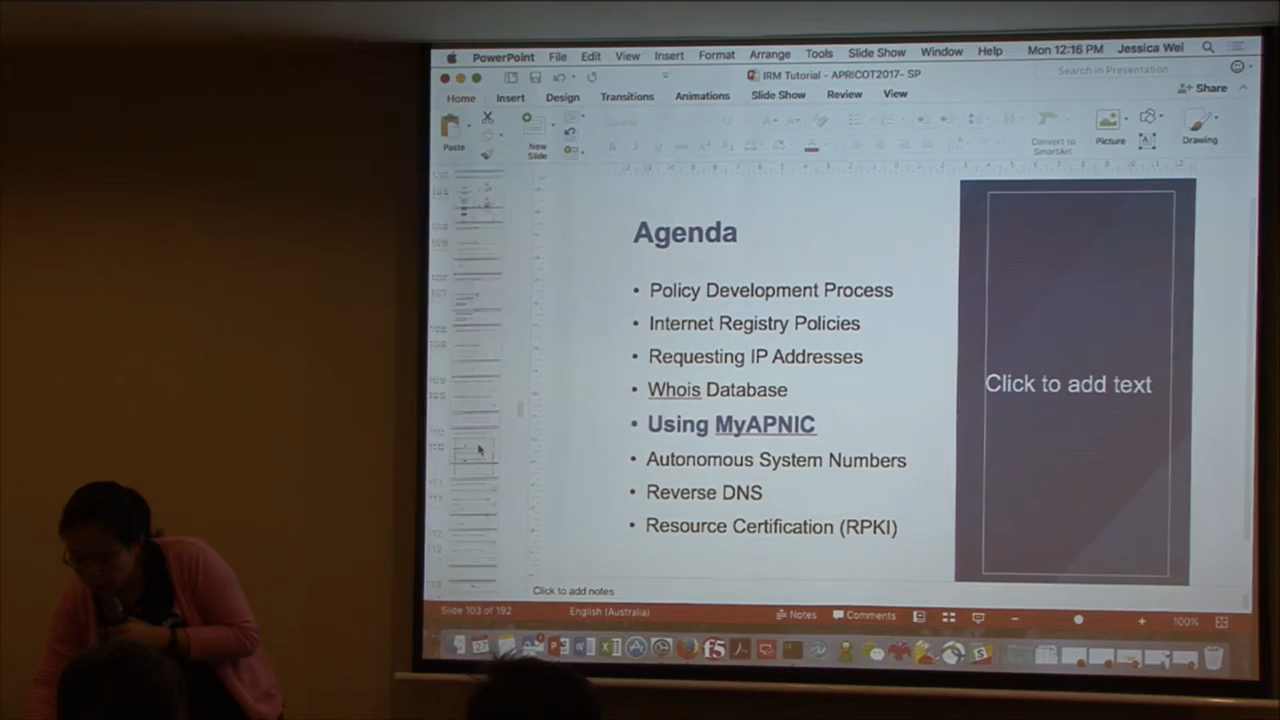 PowerPoint File Edit View Insert Format Arrange Tools Slide Show Window Help Mon 12:16 PM Jessica Wei
IRM Tutorial - APRICOT2017- SP
Search in Presentation
Home Insert Design Transitions Animations Slide Show Review View
Share
Paste
New
Slide
Convert to
SmartArt
Picture
Drawing
Agenda
• Policy Development Process
• Internet Registry Policies
• Requesting IP Addresses
• Whois Database
• Using MyAPNIC
• Autonomous System Numbers
• Reverse DNS
• Resource Certification (RPKI)
Click to add text
Click to add notes
Slide 103 of 192
English (Australia)
Notes
Comments
100%
f5